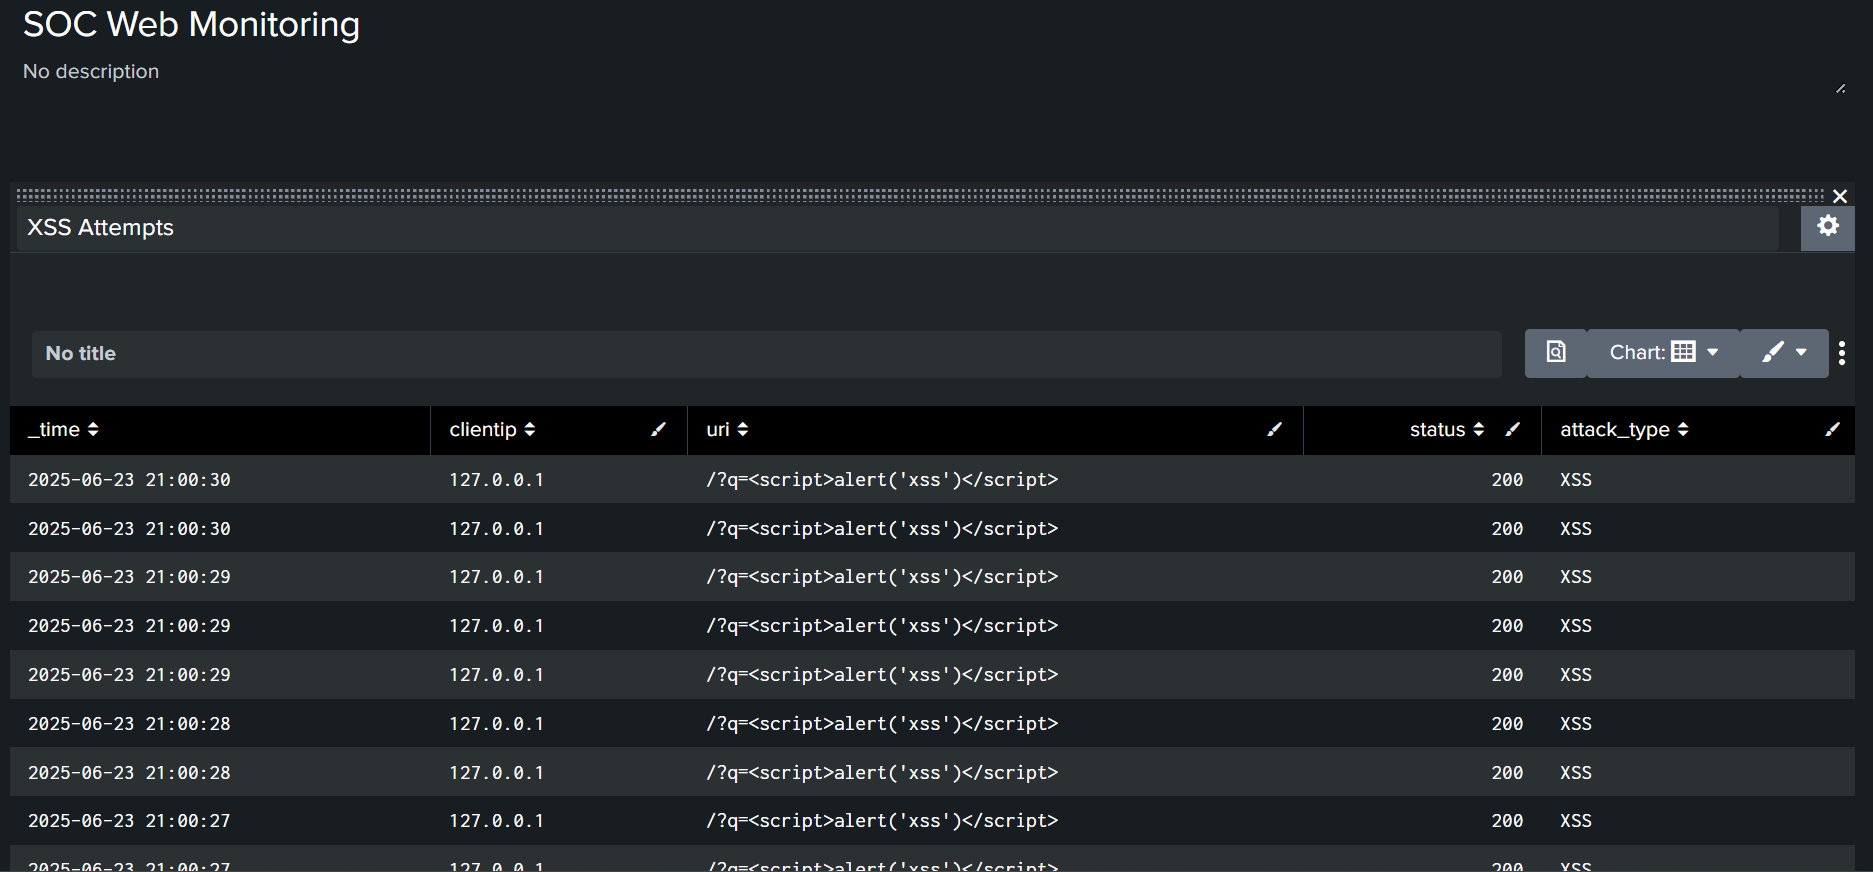 SOC Web Monitoring
No description
XSS Attempts
No title
Chart:
_time clientip uri status attack_type
2025-06-23 21:00:30 127.0.0.1 /?q=<script>alert('xss')</script> 200 XSS
2025-06-23 21:00:30 127.0.0.1 /?q=<script>alert('xss')</script> 200 XSS
2025-06-23 21:00:29 127.0.0.1 /?q=<script>alert('xss')</script> 200 XSS
2025-06-23 21:00:29 127.0.0.1 /?q=<script>alert('xss')</script> 200 XSS
2025-06-23 21:00:29 127.0.0.1 /?q=<script>alert('xss')</script> 200 XSS
2025-06-23 21:00:28 127.0.0.1 /?q=<script>alert('xss')</script> 200 XSS
2025-06-23 21:00:28 127.0.0.1 /?q=<script>alert('xss')</script> 200 XSS
2025-06-23 21:00:27 127.0.0.1 /?q=<script>alert('xss')</script> 200 XSS
2025-06-23 21:00:27 127.0.0.1 /?q=<script>alert('xss')</script> 200 XSS